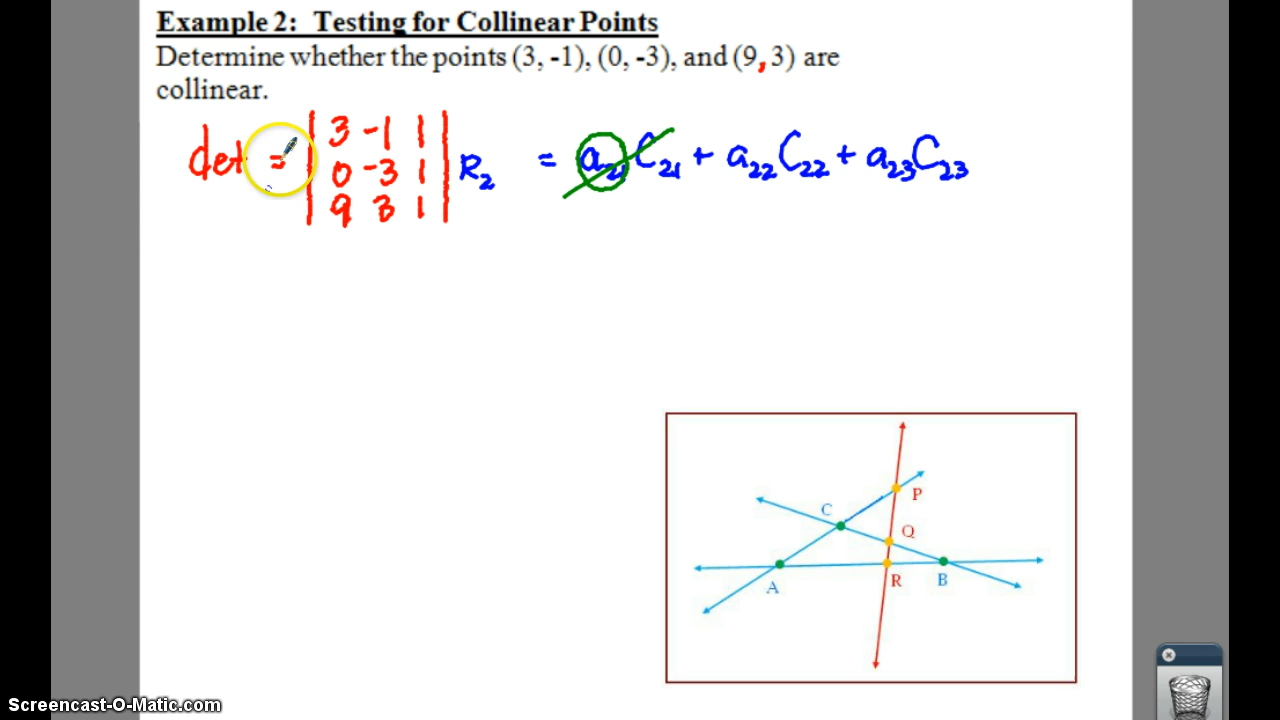 Example 2: Testing for Collinear Points
Determine whether the points (3, -1), (0, -3), and (9, 3) are
collinear.
det = | 3 -1 1 |
| 0 -3 1 | R₂ = a₂₁C₂₁ + a₂₂C₂₂ + a₂₃C₂₃
| 9 3 1 |
P
C
Q
A
R
B
Screencast-O-Matic.com